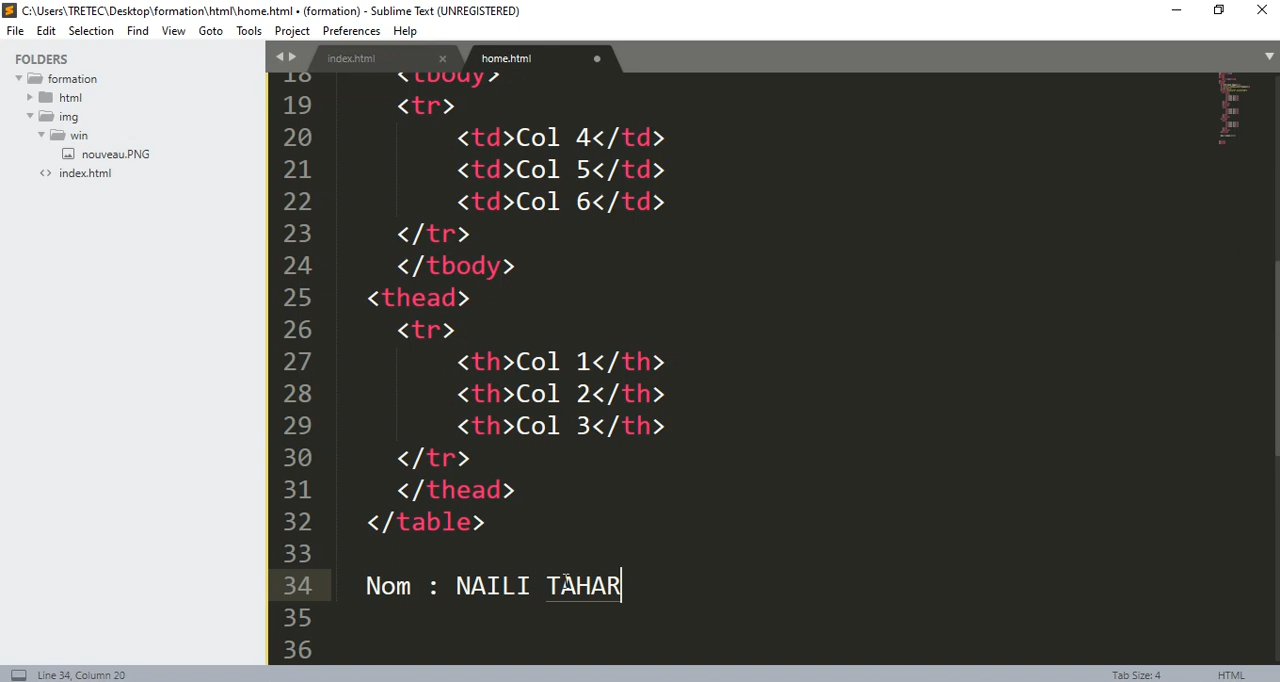 C:\Users\TRETEC\Desktop\formation\html\home.html • (formation) - Sublime Text (UNREGISTERED)
File Edit Selection Find View Goto Tools Project Preferences Help
FOLDERS
formation
html
img
win
nouveau.PNG
<> index.html
index.html × home.html
18 <tbody>
19 <tr>
20 <td>Col 4</td>
21 <td>Col 5</td>
22 <td>Col 6</td>
23 </tr>
24 </tbody>
25 <thead>
26 <tr>
27 <th>Col 1</th>
28 <th>Col 2</th>
29 <th>Col 3</th>
30 </tr>
31 </thead>
32 </table>
33
34 Nom : NAILI TAHAR
35
36
Line 34, Column 20 Tab Size: 4 HTML